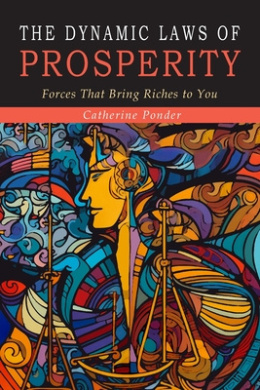 THE DYNAMIC LAWS OF
PROSPERITY
Forces That Bring Riches to You
Catherine Ponder